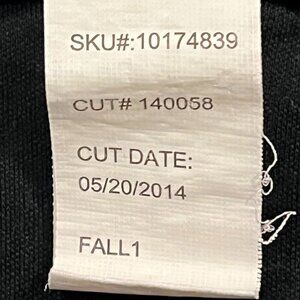 SKU#:10174839
CUT# 140058
CUT DATE:
05/20/2014
FALL1